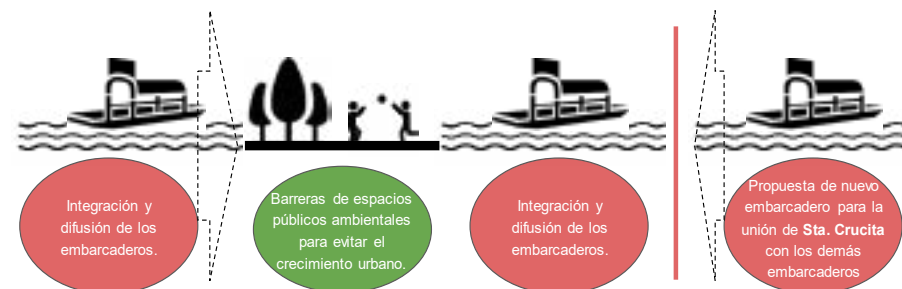 Integración y
difusión de los
embarcaderos.
Barreras de espacios
públicos ambientales
para evitar el
crecimiento urbano.
Integración y
difusión de los
embarcaderos.
Propuesta de nuevo
embarcadero para la
unión de Sta. Crucita
con los demás
embarcaderos